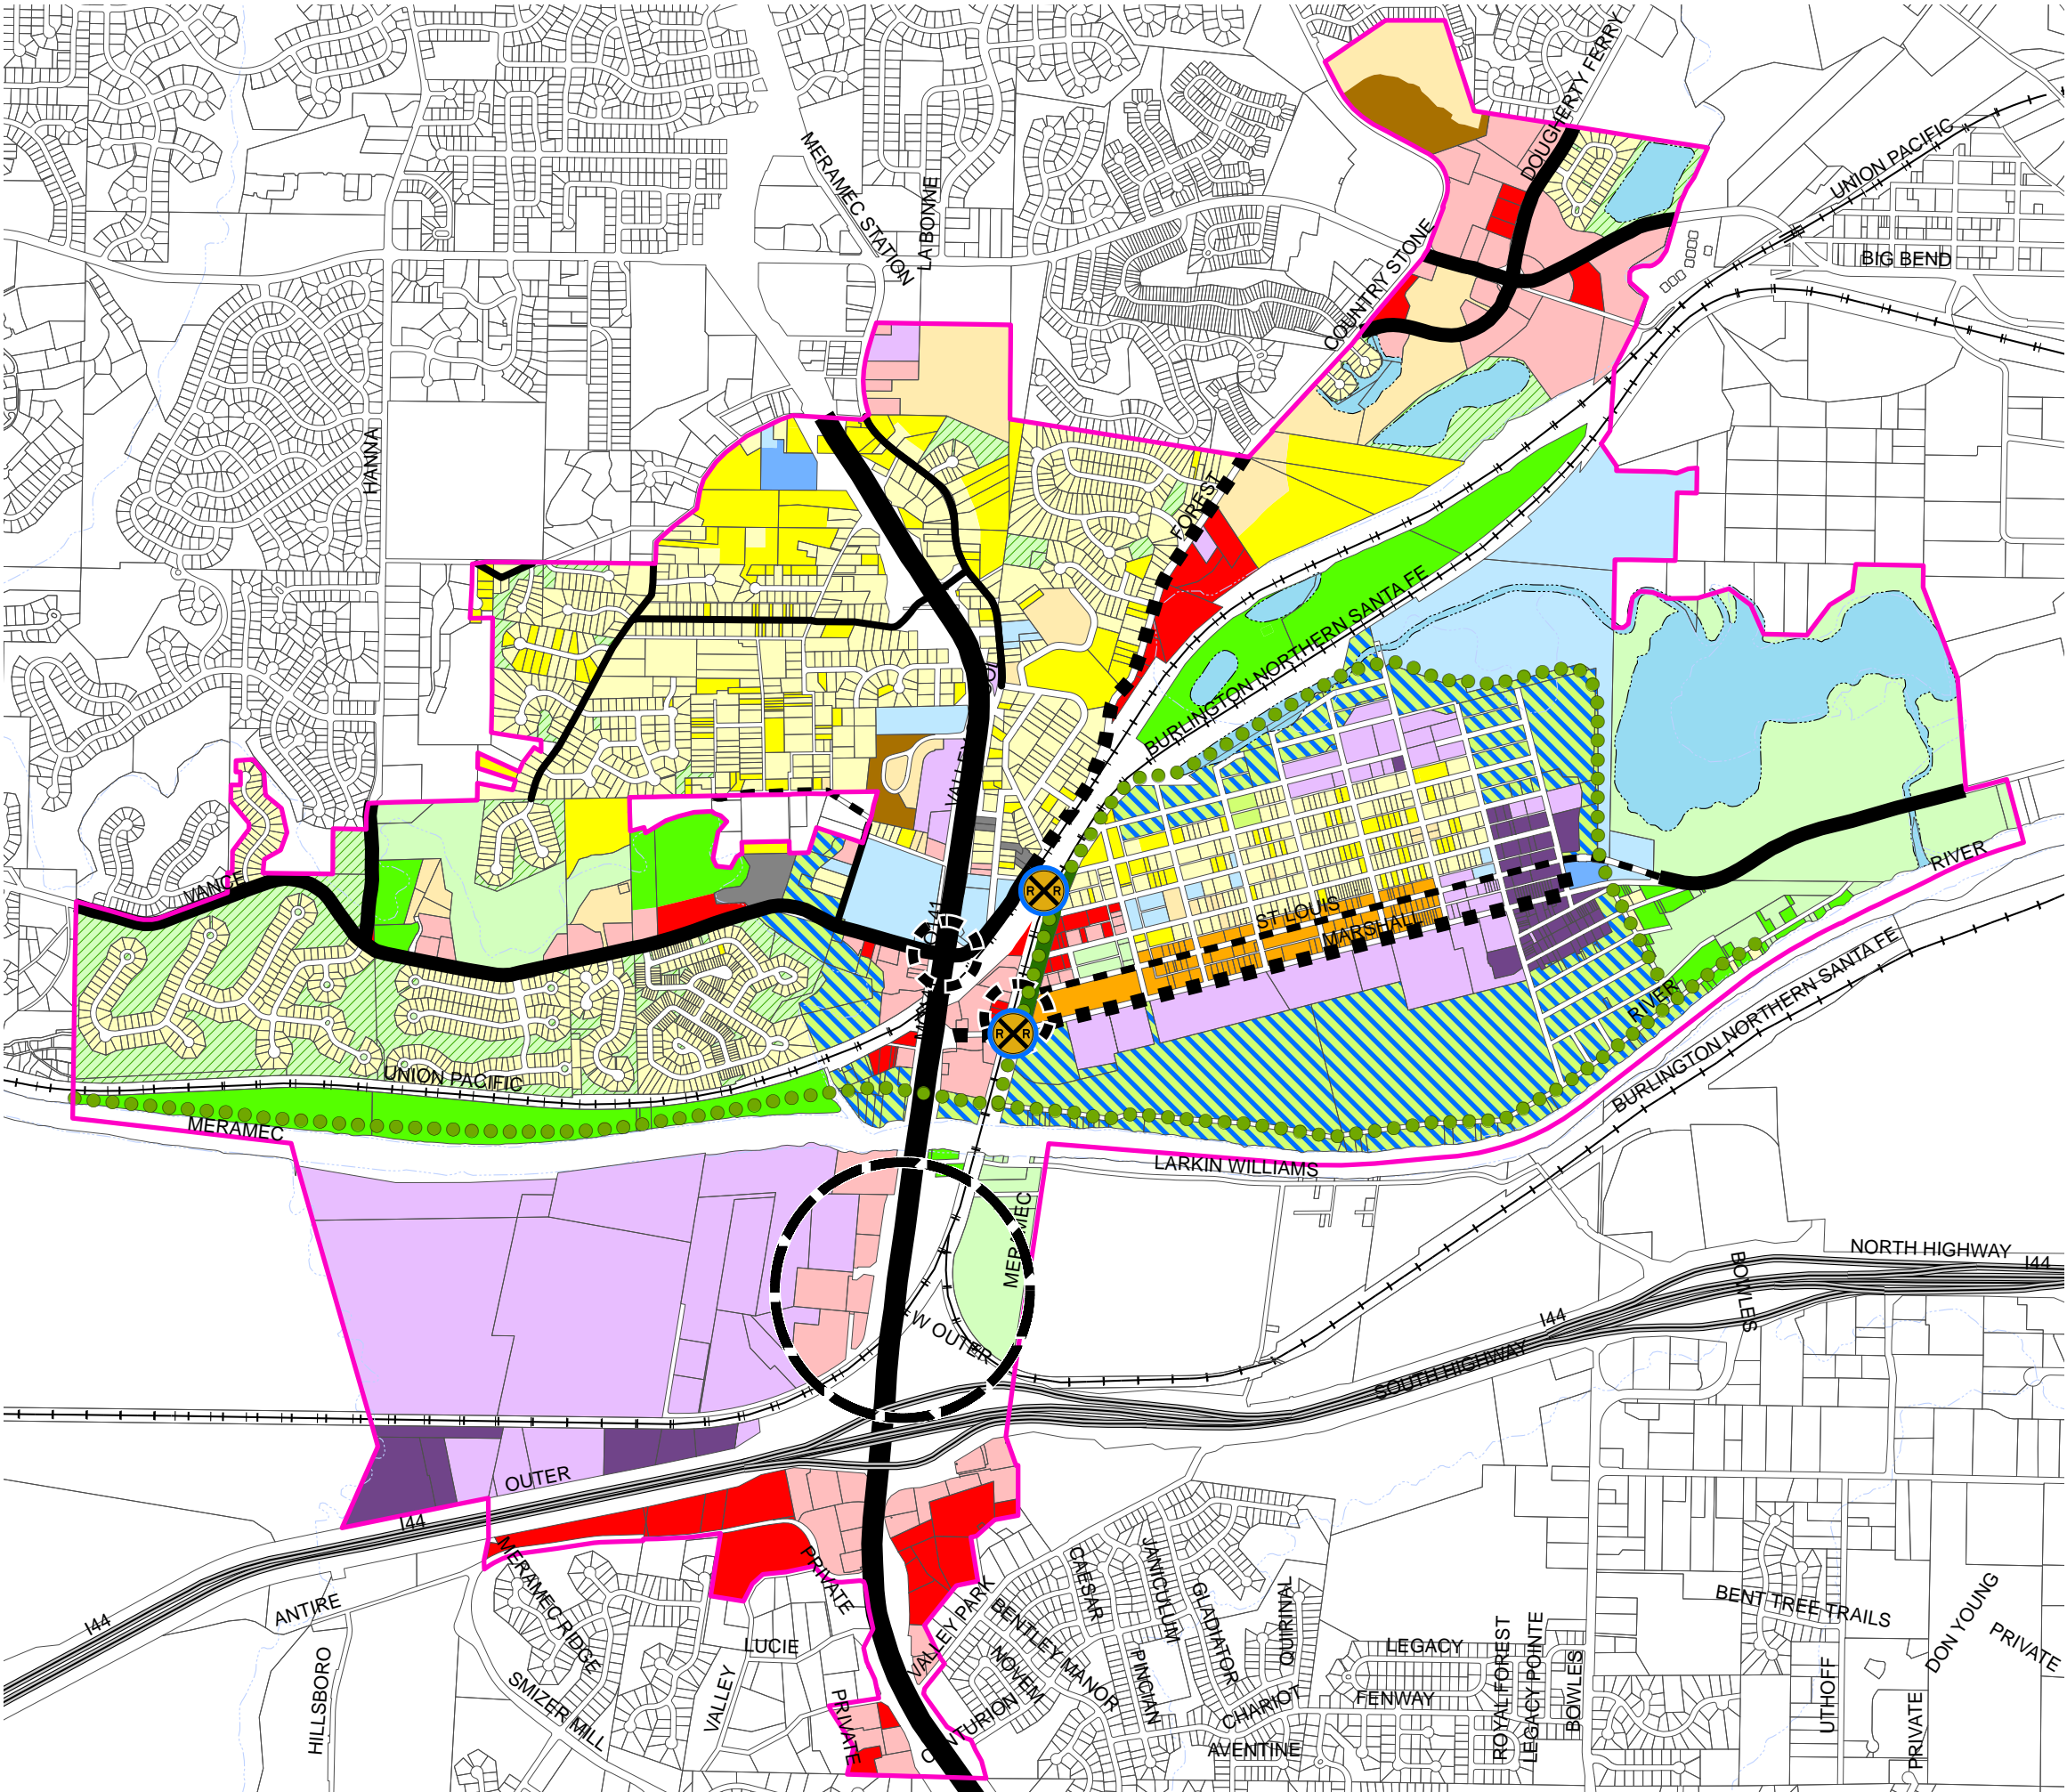 DOUGHERTY FERRY
UNION PACIFIC
MERAMEC STATION
LA BONNE
COUNTRY STONE
BIG BEND
HANNA
FOREST
BURLINGTON NORTHERN SANTA FE
VALLEY
VANCE
ST LOUIS
MARSHALL
R R
R R
RIVER
RIVER
UNION PACIFIC
BURLINGTON NORTHERN SANTA FE
MERAMEC
LARKIN WILLIAMS
MERAMEC
NORTH HIGHWAY
I44
BOWLES
W OUTER
I44
SOUTH HIGHWAY
OUTER
I44
MERAMEC RIDGE
PRIVATE
CAESAR
JANICULUM
GLADIATOR
QUIRINAL
VALLEY PARK
BENTLEY MANOR
NOVEM
PINCIAN
ANTIRE
I44
HILLSBORO
SMIZER MILL
LUCIE
VALLEY
PRIVATE
CENTURION
CHARIOT
AVENTINE
LEGACY
FENWAY
ROYAL FOREST
LEGACY POINTE
BOWLES
BENT TREE TRAILS
DON YOUNG
PRIVATE
UTHOFF
PRIVATE